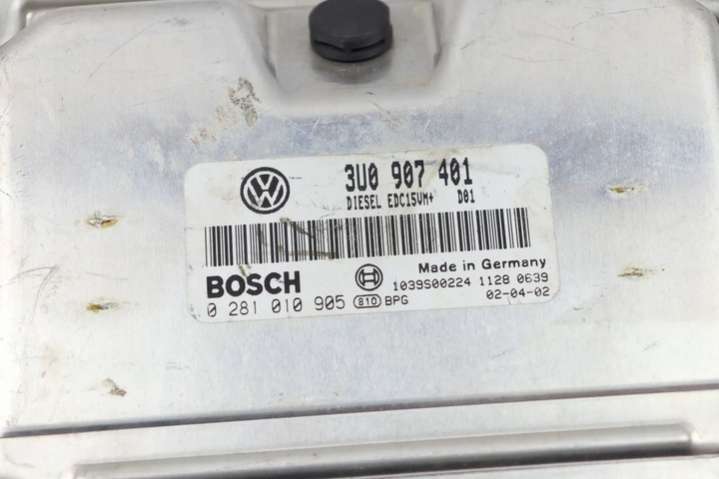 3U0 907 401
DIESEL EDC15VM+ D01
BOSCH
Made in Germany
1039S00224 1128 0639
0 281 010 905 810 BPG
02-04-02